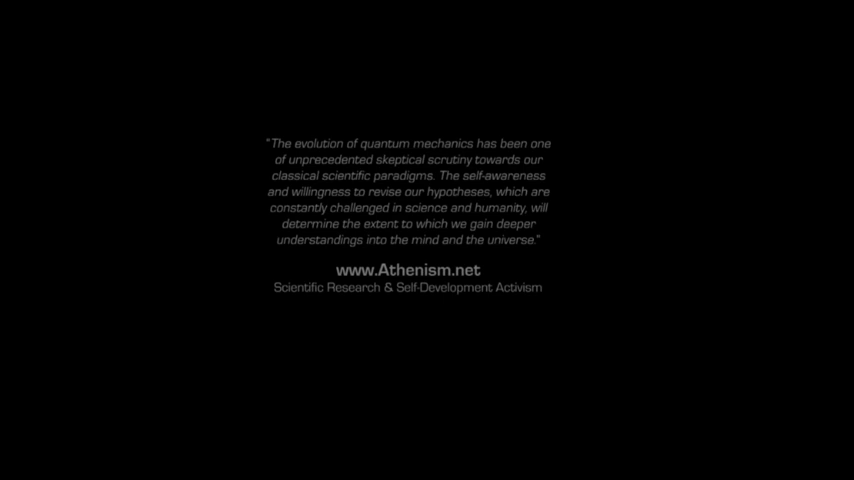 "The evolution of quantum mechanics has been one
of unprecedented skeptical scrutiny towards our
classical scientific paradigms. The self-awareness
and willingness to revise our hypotheses, which are
constantly challenged in science and humanity, will
determine the extent to which we gain deeper
understandings into the mind and the universe."
www.Athenism.net
Scientific Research & Self-Development Activism